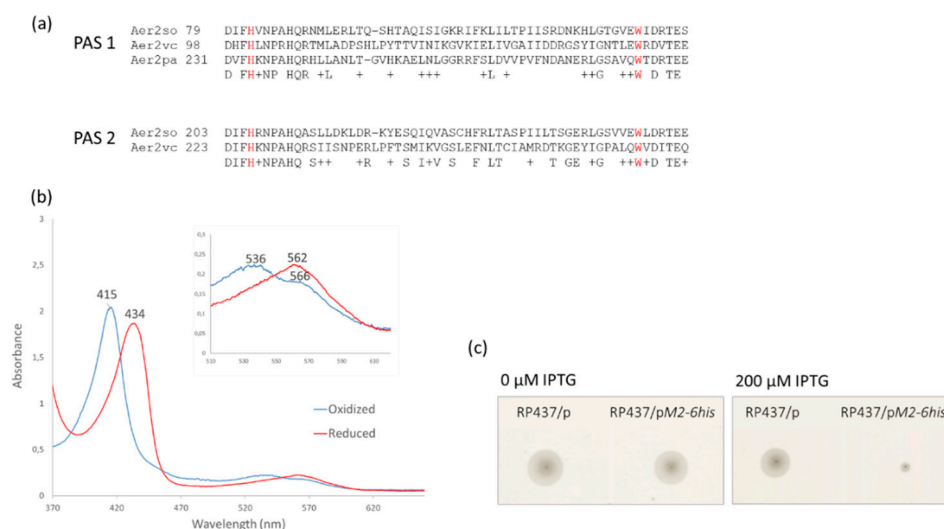 (a)
PAS 1
Aer2so 79 DIFHVNPAHQRNMLERLTQ-SHTAQISIGKRIFKLILTPIISRDNKHLGTGVEWIDRTES
Aer2vc 98 DHFHLNPRHQRTMLADPSHLPYTTVINIKGVKIELIVGAIDDRGSYIGNTLEWRDVTEE
Aer2pa 231 DVFHKNPAHQRHLLANLT-GVHKAELNLGGRRFSLDVVPVFNDANERLGSAVQWTDRTEE
D FH+NP HQR +L + +++ + L+ + ++G ++W D TE
PAS 2
Aer2so 203 DIFHRNPAHQASLLDKLDR-KYESQIQVASCHFRLTASPIILTSGERLGSVVEWLDRTEE
Aer2vc 223 DIFHKNPAHQRSIISNPERLPFTSMIKVGSLEFNLTCIAMRDTKGEYIGPALQWVDITEQ
DIFH+NPAHQ S++ +R + S I+V S F LT + T GE +G ++W+D TE+
(b)
3
2,5
2
1,5
1
0,5
0
Absorbance
370 420 470 520 570 620
Wavelength (nm)
415
434
Oxidized
Reduced
0,3
0,25
0,2
0,15
0,1
0,05
0
510 530 550 570 590 610
536
562
566
(c)
0 µM IPTG
RP437/p RP437/pM2-6his
200 µM IPTG
RP437/p RP437/pM2-6his